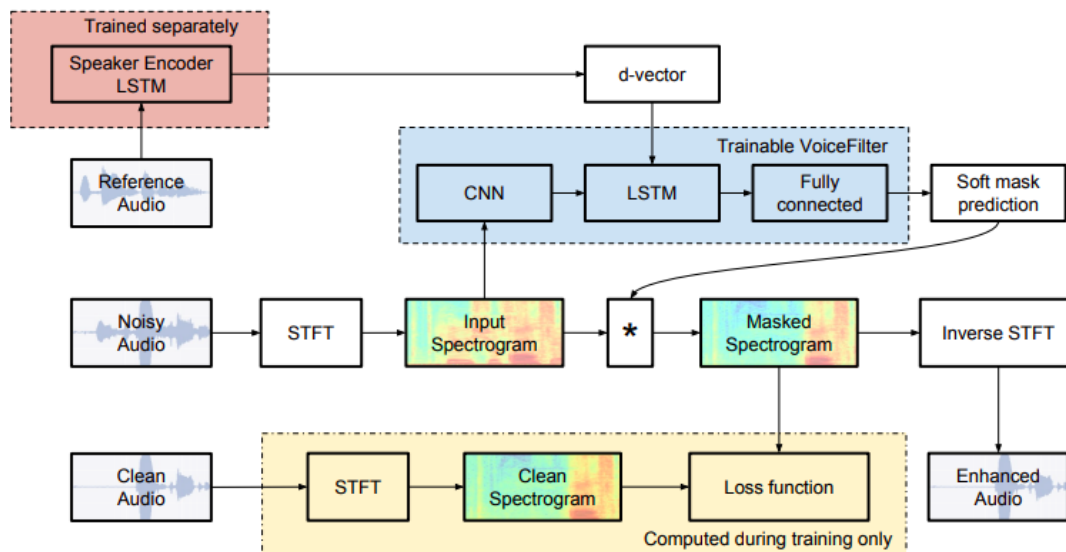 Trained separately
Speaker Encoder
LSTM
d-vector
Trainable VoiceFilter
Reference
Audio
CNN
LSTM
Fully
connected
Soft mask
prediction
Noisy
Audio
STFT
Input
Spectrogram
*
Masked
Spectrogram
Inverse STFT
Clean
Audio
STFT
Clean
Spectrogram
Loss function
Enhanced
Audio
Computed during training only